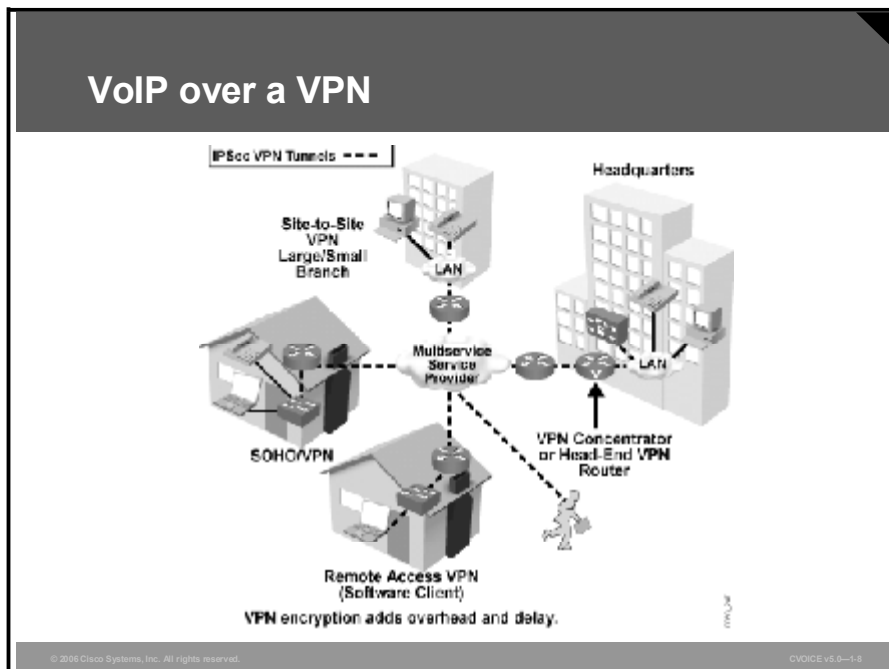 VoIP over a VPN
IPSec VPN Tunnels
Headquarters
Site-to-Site
VPN
Large/Small
Branch
LAN
Multiservice
Service
Provider
LAN
SOHO/VPN
VPN Concentrator
or Head-End VPN
Router
Remote Access VPN
(Software Client)
VPN encryption adds overhead and delay.
© 2006 Cisco Systems, Inc. All rights reserved.
CVOICE v5.0—1-8